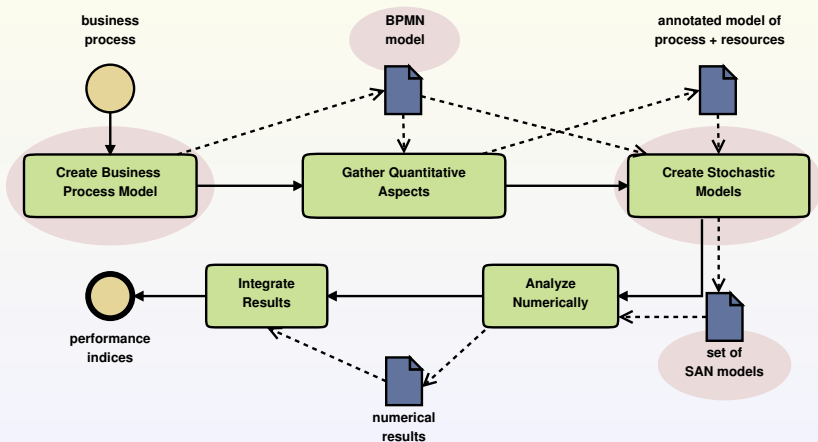 business
process
BPMN
model
annotated model of
process + resources
Create Business
Process Model
Gather Quantitative
Aspects
Create Stochastic
Models
Integrate
Results
Analyze
Numerically
performance
indices
set of
SAN models
numerical
results